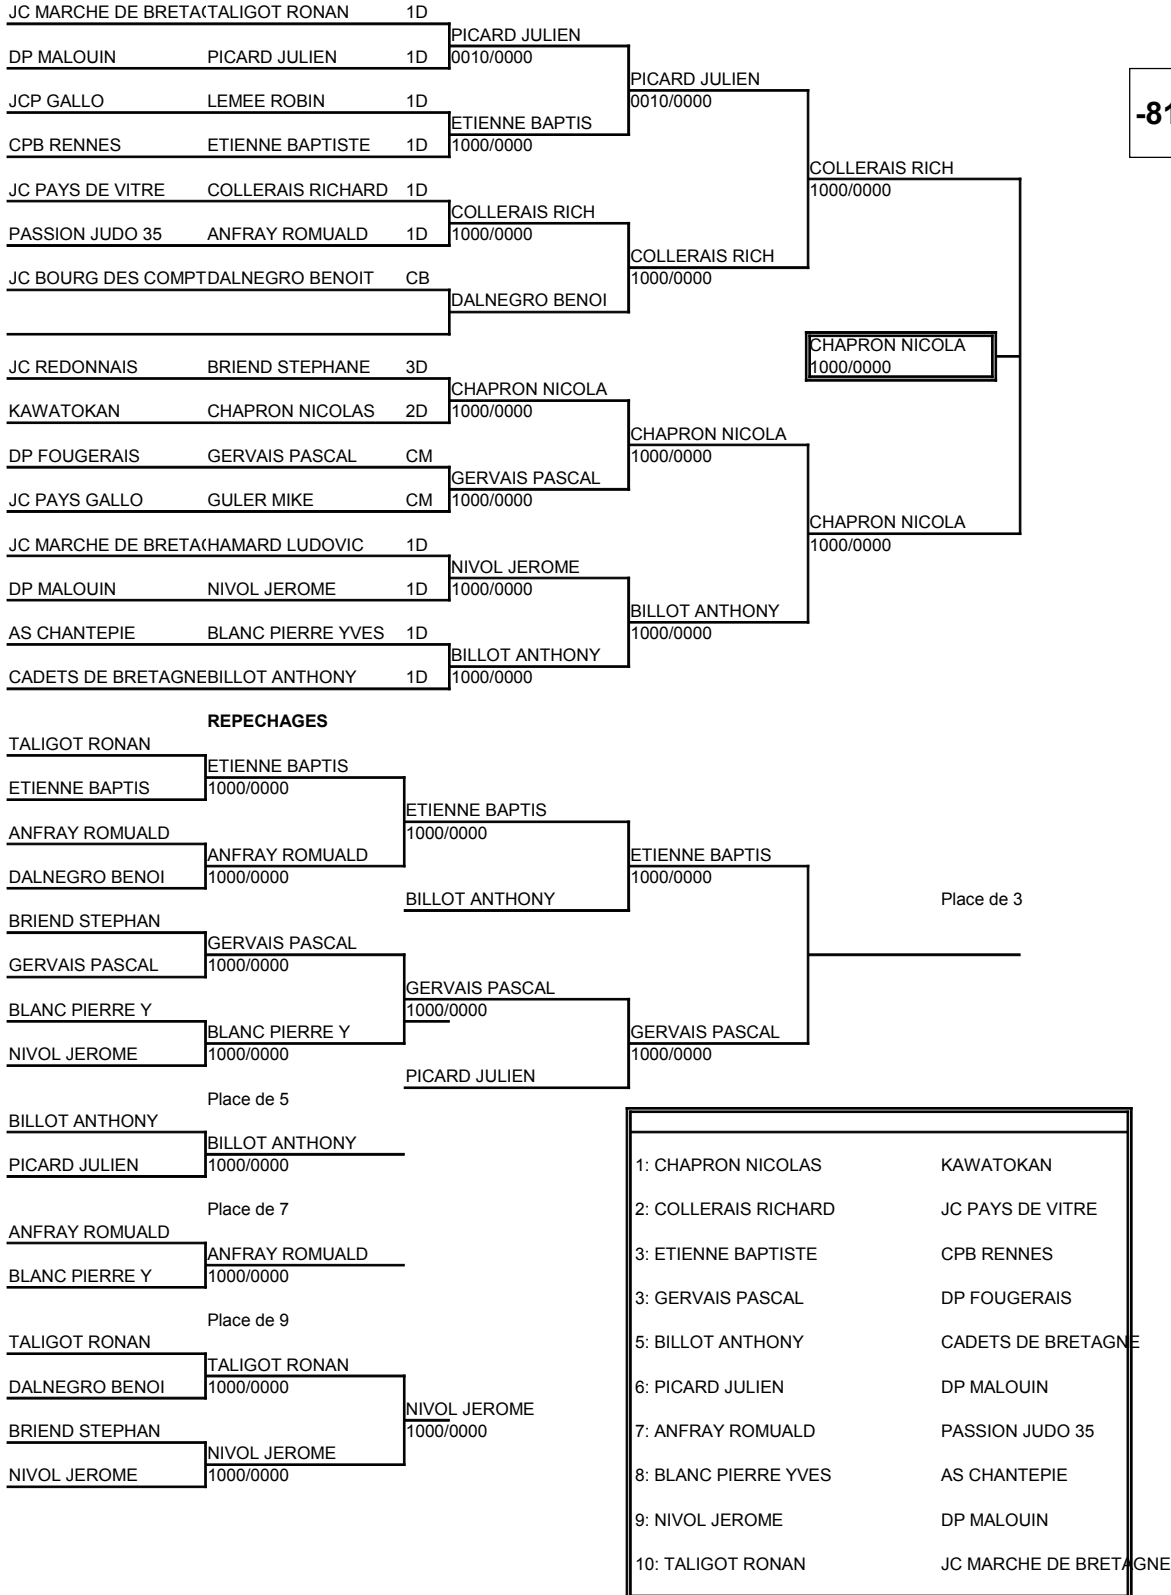 JC MARCHE DE BRETA( TALIGOT RONAN 1D
PICARD JULIEN
DP MALOUIN PICARD JULIEN 1D 0010/0000
PICARD JULIEN
JCP GALLO LEMEE ROBIN 1D 0010/0000
-81
ETIENNE BAPTIS
CPB RENNES ETIENNE BAPTISTE 1D 1000/0000
COLLERAIS RICH
JC PAYS DE VITRE COLLERAIS RICHARD 1D 1000/0000
COLLERAIS RICH
PASSION JUDO 35 ANFRAY ROMUALD 1D 1000/0000
COLLERAIS RICH
JC BOURG DES COMPT DALNEGRO BENOIT CB 1000/0000
DALNEGRO BENOI
CHAPRON NICOLA
JC REDONNAIS BRIEND STEPHANE 3D 1000/0000
CHAPRON NICOLA
KAWATOKAN CHAPRON NICOLAS 2D 1000/0000
CHAPRON NICOLA
DP FOUGERAIS GERVAIS PASCAL CM 1000/0000
GERVAIS PASCAL
JC PAYS GALLO GULER MIKE CM 1000/0000
CHAPRON NICOLA
JC MARCHE DE BRETA( HAMARD LUDOVIC 1D 1000/0000
NIVOL JEROME
DP MALOUIN NIVOL JEROME 1D 1000/0000
BILLOT ANTHONY
AS CHANTEPIE BLANC PIERRE YVES 1D 1000/0000
BILLOT ANTHONY
CADETS DE BRETAGNE BILLOT ANTHONY 1D 1000/0000
REPECHAGES
TALIGOT RONAN
ETIENNE BAPTIS
ETIENNE BAPTIS 1000/0000
ETIENNE BAPTIS
ANFRAY ROMUALD 1000/0000
ANFRAY ROMUALD ETIENNE BAPTIS
DALNEGRO BENOI 1000/0000 1000/0000
BILLOT ANTHONY Place de 3
BRIEND STEPHAN
GERVAIS PASCAL
GERVAIS PASCAL 1000/0000
GERVAIS PASCAL
BLANC PIERRE Y 1000/0000
BLANC PIERRE Y GERVAIS PASCAL
NIVOL JEROME 1000/0000 1000/0000
PICARD JULIEN
Place de 5
BILLOT ANTHONY
BILLOT ANTHONY
PICARD JULIEN 1000/0000
Place de 7
ANFRAY ROMUALD
ANFRAY ROMUALD
BLANC PIERRE Y 1000/0000
Place de 9
TALIGOT RONAN
TALIGOT RONAN
DALNEGRO BENOI 1000/0000
NIVOL JEROME
BRIEND STEPHAN 1000/0000
NIVOL JEROME
NIVOL JEROME 1000/0000
1: CHAPRON NICOLAS KAWATOKAN
2: COLLERAIS RICHARD JC PAYS DE VITRE
3: ETIENNE BAPTISTE CPB RENNES
3: GERVAIS PASCAL DP FOUGERAIS
5: BILLOT ANTHONY CADETS DE BRETAGNE
6: PICARD JULIEN DP MALOUIN
7: ANFRAY ROMUALD PASSION JUDO 35
8: BLANC PIERRE YVES AS CHANTEPIE
9: NIVOL JEROME DP MALOUIN
10: TALIGOT RONAN JC MARCHE DE BRETAGNE